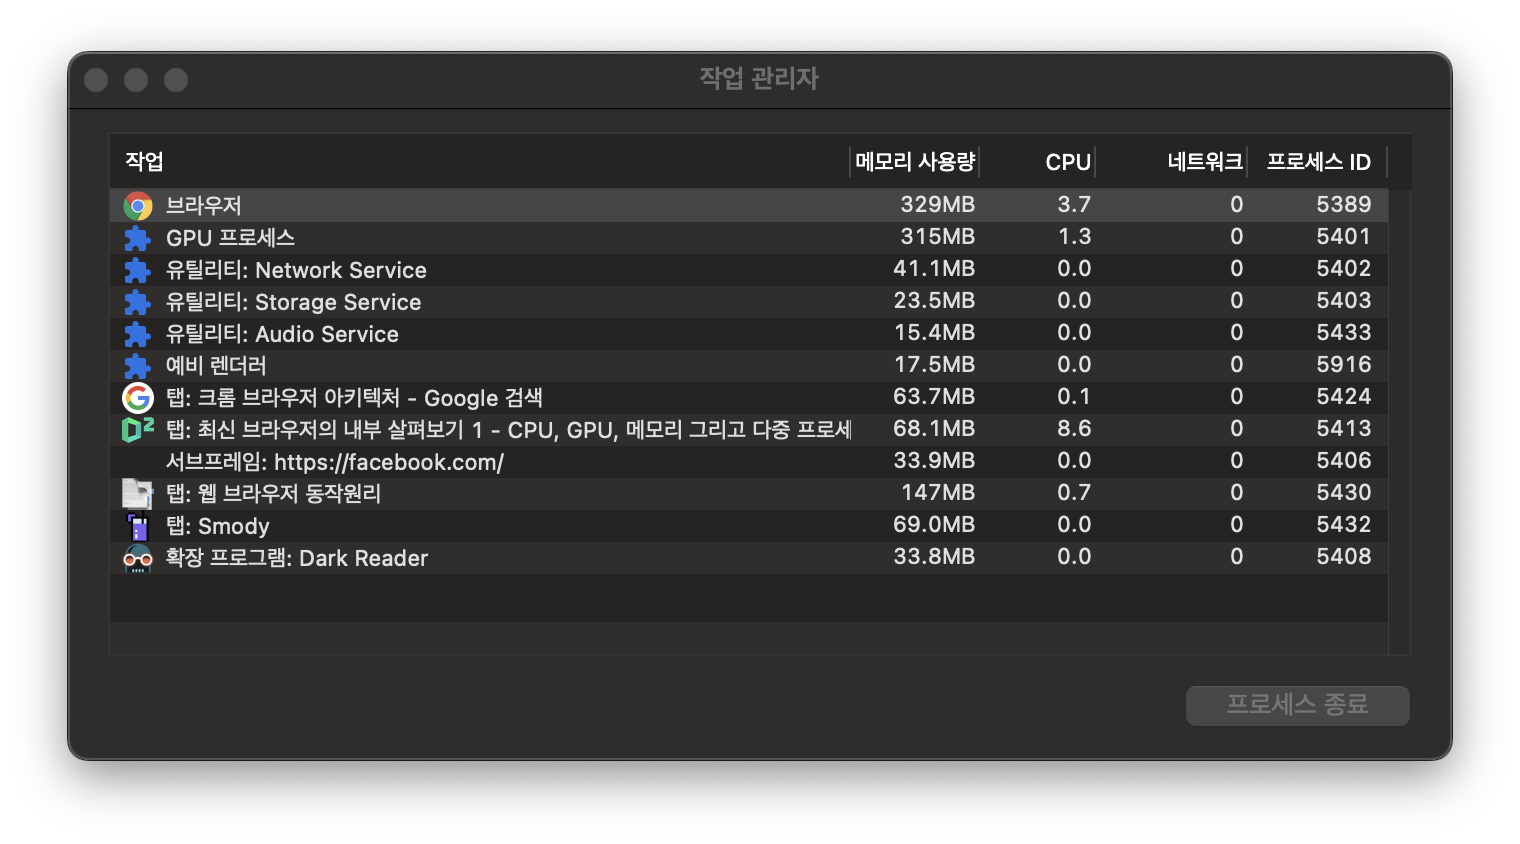 작업 관리자
작업 메모리 사용량 CPU 네트워크 프로세스 ID
브라우저 329MB 3.7 0 5389
GPU 프로세스 315MB 1.3 0 5401
유틸리티: Network Service 41.1MB 0.0 0 5402
유틸리티: Storage Service 23.5MB 0.0 0 5403
유틸리티: Audio Service 15.4MB 0.0 0 5433
예비 렌더러 17.5MB 0.0 0 5916
탭: 크롬 브라우저 아키텍처 - Google 검색 63.7MB 0.1 0 5424
탭: 최신 브라우저의 내부 살펴보기 1 - CPU, GPU, 메모리 그리고 다중 프로세 68.1MB 8.6 0 5413
서브프레임: https://facebook.com/ 33.9MB 0.0 0 5406
탭: 웹 브라우저 동작원리 147MB 0.7 0 5430
탭: Smody 69.0MB 0.0 0 5432
확장 프로그램: Dark Reader 33.8MB 0.0 0 5408
프로세스 종료